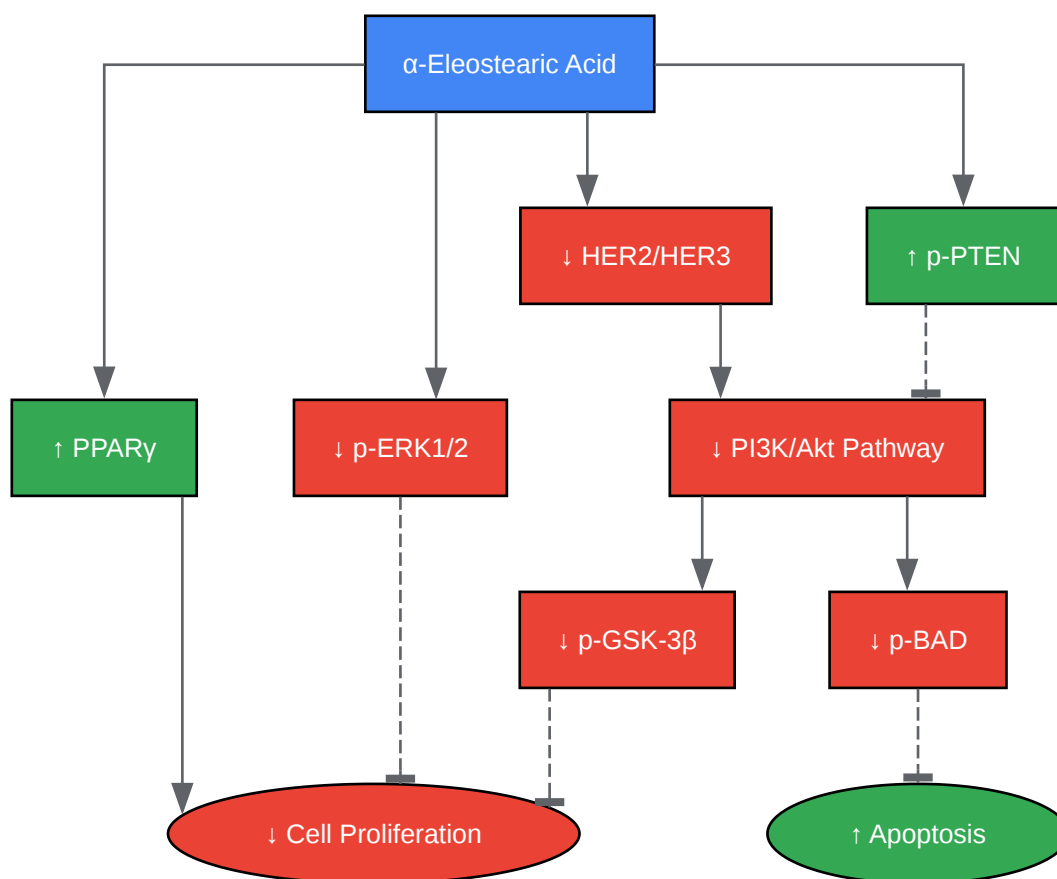 α-Eleostearic Acid
↓ HER2/HER3
↑ p-PTEN
↑ PPARγ
↓ p-ERK1/2
↓ PI3K/Akt Pathway
↓ p-GSK-3β
↓ p-BAD
↓ Cell Proliferation
↑ Apoptosis